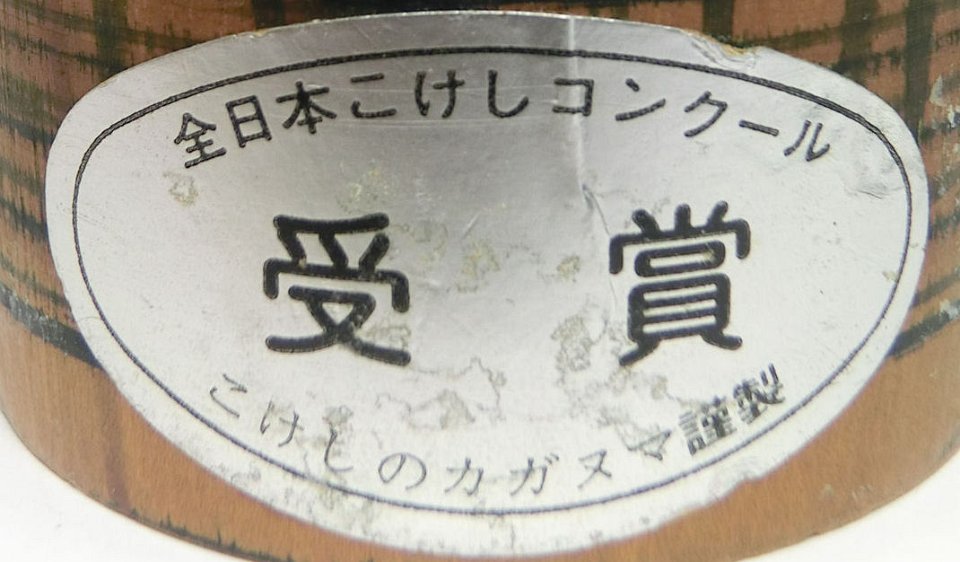 全日本こけしコンクール
受賞
こけしのカガヌマ謹製